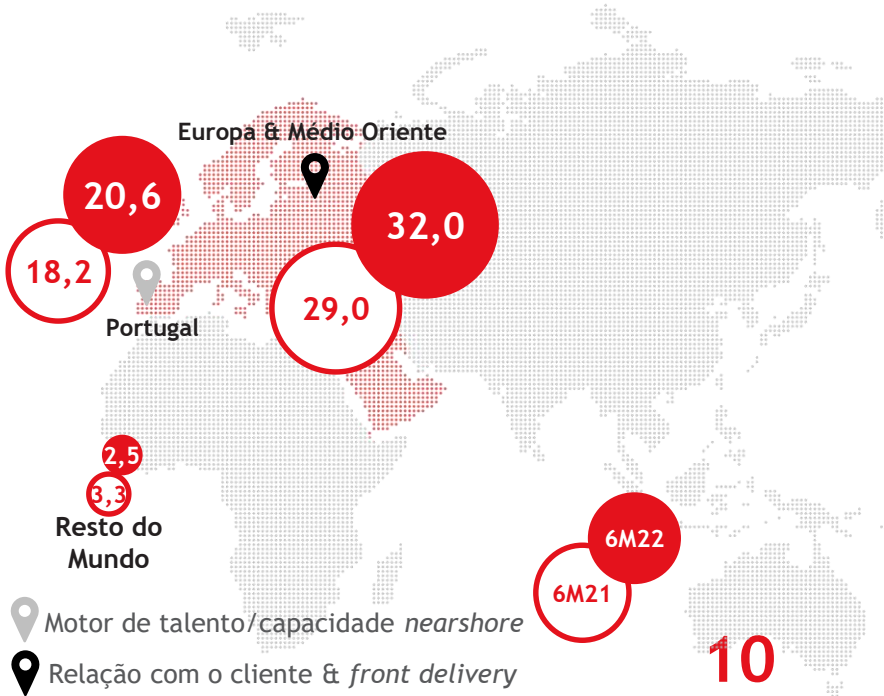 Europa & Médio Oriente
20,6
32,0
18,2
29,0
Portugal
2,5
3,3
Resto do
Mundo
6M22
6M21
Motor de talento/capacidade nearshore
10
Relação com o cliente & front delivery